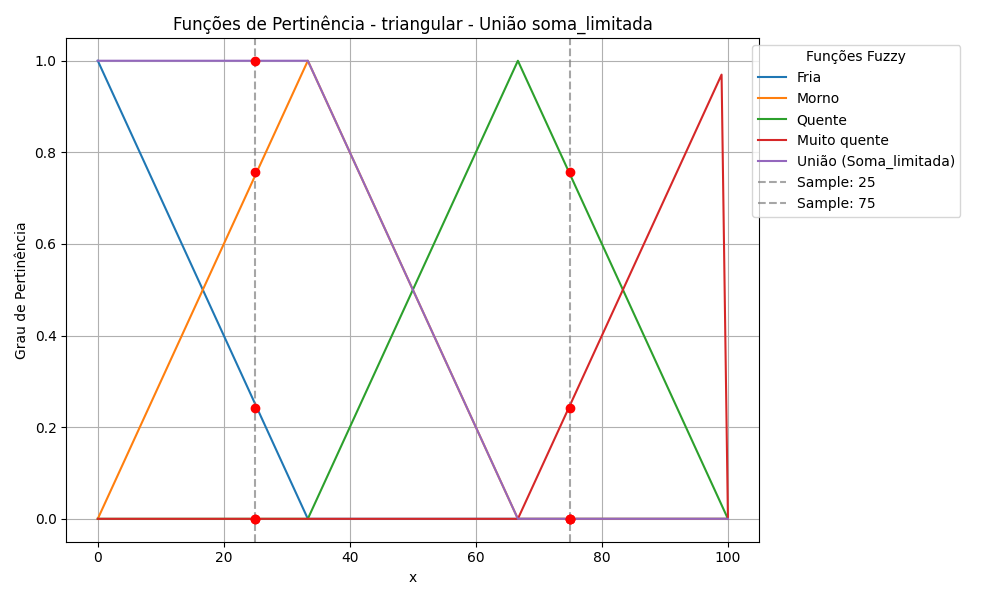 Funções de Pertinência - triangular - União soma_limitada
Grau de Pertinência
1.0
0.8
0.6
0.4
0.2
0.0
0
20
40
60
80
100
x
Funções Fuzzy
Fria
Morno
Quente
Muito quente
União (Soma_limitada)
Sample: 25
Sample: 75